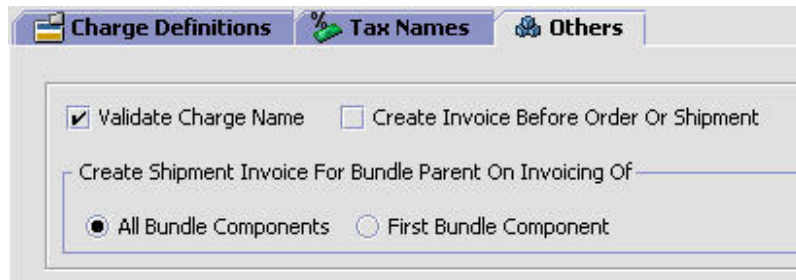 Charge Definitions Tax Names Others
Validate Charge Name Create Invoice Before Order Or Shipment
Create Shipment Invoice For Bundle Parent On Invoicing Of
All Bundle Components First Bundle Component